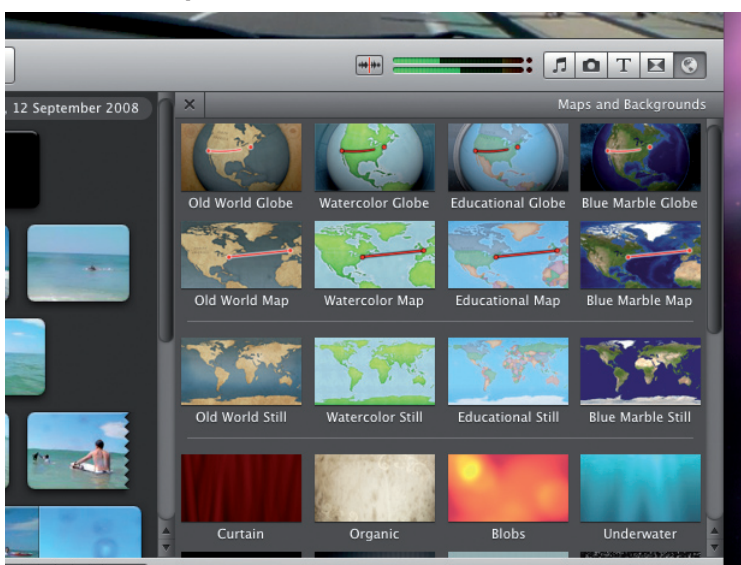 T
, 12 September 2008
Maps and Backgrounds
Old World Globe
Watercolor Globe
Educational Globe
Blue Marble Globe
Old World Map
Watercolor Map
Educational Map
Blue Marble Map
Old World Still
Watercolor Still
Educational Still
Blue Marble Still
Curtain
Organic
Blobs
Underwater